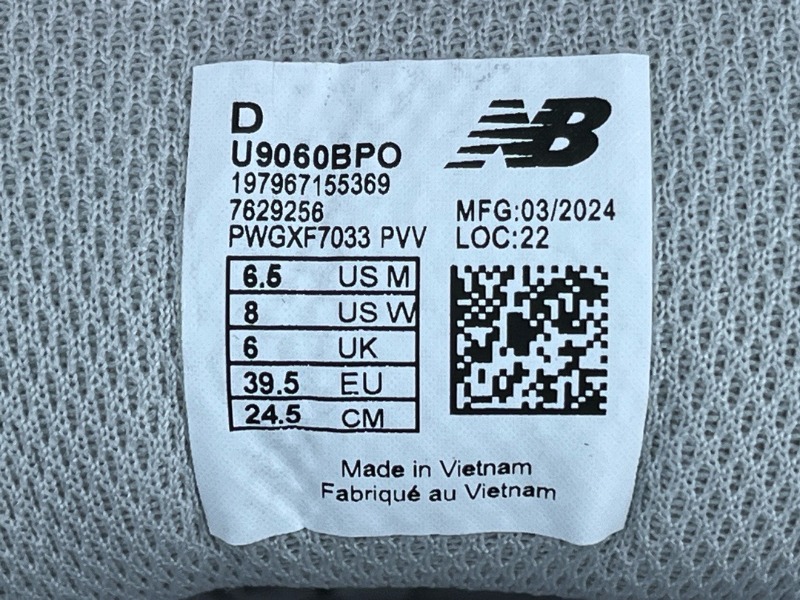 D
NB
U9060BPO
197967155369
7629256
MFG:03/2024
PWGXF7033 PVV
LOC:22
6.5 US M
8 US W
6 UK
39.5 EU
24.5 CM
Made in Vietnam
Fabriqué au Vietnam